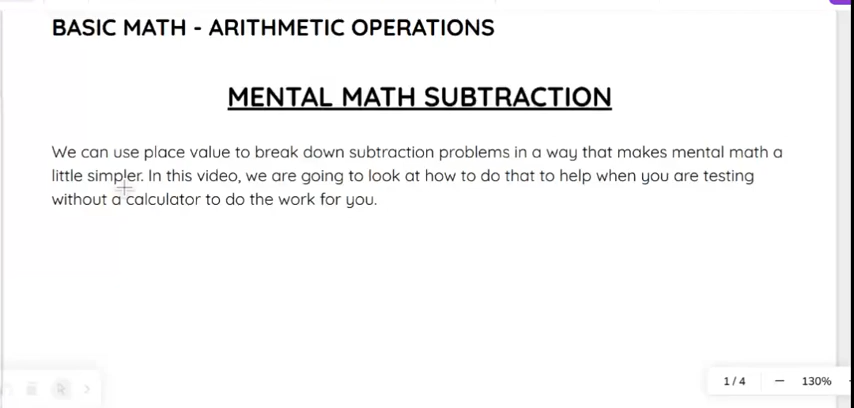 BASIC MATH - ARITHMETIC OPERATIONS
MENTAL MATH SUBTRACTION
We can use place value to break down subtraction problems in a way that makes mental math a
little simpler. In this video, we are going to look at how to do that to help when you are testing
without a calculator to do the work for you.
1 / 4 − 130%